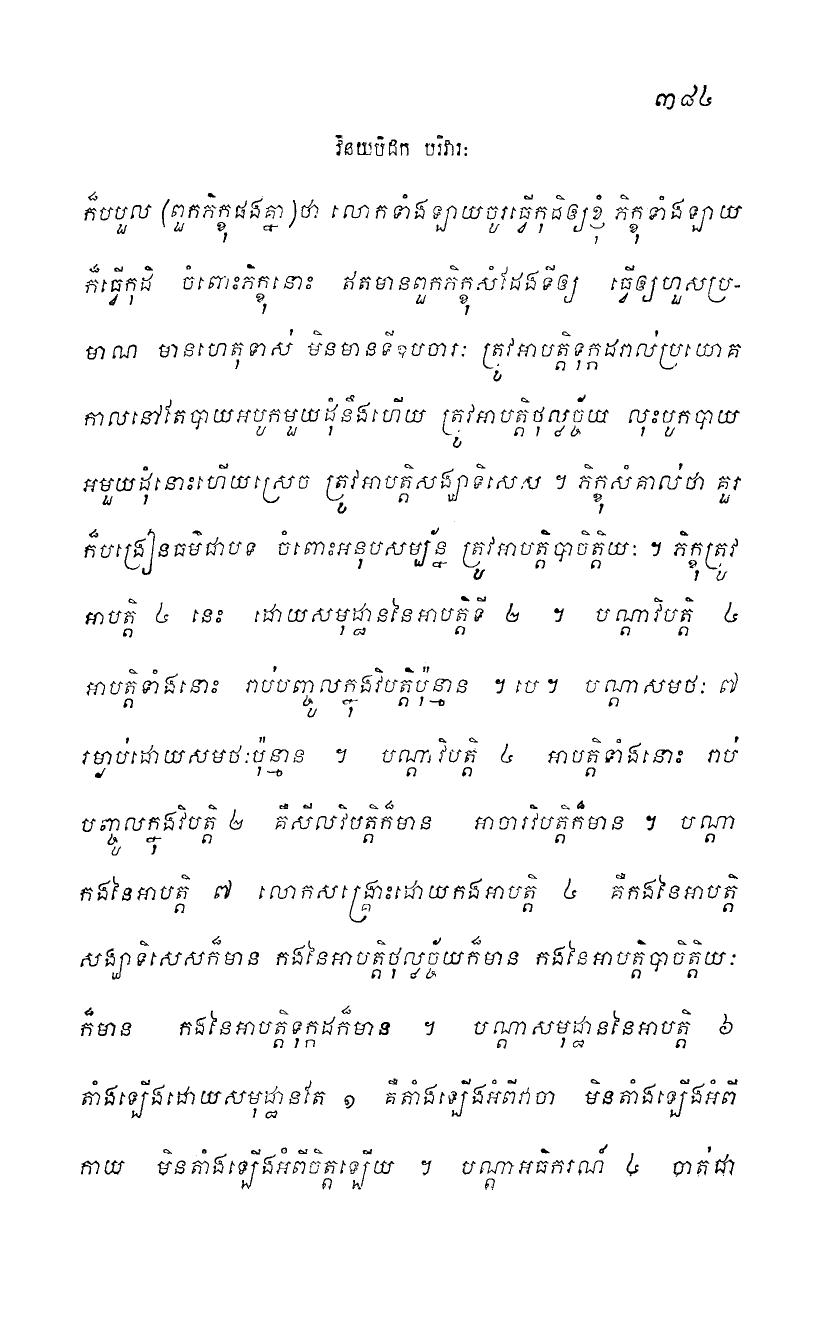 ៣៨៤
វិនយបិដក បរិវារៈ
ក៏បបួល (ពួកភិក្ខុផងគ្នា)ថា លោកទាំងឡាយចូរធ្វើកុដិឲ្យខ្ញុំ ភិក្ខុទាំងឡាយ
ក៏ធ្វើកុដិ ចំពោះភិក្ខុនោះ ឥតមានពួកភិក្ខុសំដែងទីឲ្យ ធ្វើឲ្យហួសប្រ-
មាណ មានហេតុទាស់ មិនមានទីឧបចារៈ ត្រូវអាបត្តិទុក្កដរាល់ប្រយោគ
កាលនៅតែបាយអបូកមួយដុំនឹងហើយ ត្រូវអាបត្តិថុល្លច្ច័យ លុះបូកបាយ
អមួយដុំនោះហើយស្រេច ត្រូវអាបត្តិសង្ឃាទិសេស ។ ភិក្ខុសំគាល់ថា គួរ
ក៏បង្រៀនធម៌ជាបទ ចំពោះអនុបសម្បន្ន័ ត្រូវអាបត្តិបាចិត្តិយៈ ។ ភិក្ខុត្រូវ
អាបត្តិ ៤ នេះ ដោយសមុដ្ឋាននៃអាបត្តិទី ២ ។ បណ្តាវិបត្តិ ៤
អាបត្តិទាំងនោះ រាប់បញ្ចូលក្នុងវិបត្តិប៉ុន្មាន ។ បេ ។ បណ្តាសមថៈ ៧
រម្ងាប់ដោយសមថៈប៉ុន្មាន ។ បណ្តាវិបត្តិ ៤ អាបត្តិទាំងនោះ រាប់
បញ្ចូលក្នុងវិបត្តិ ២ គឺសីលវិបត្តិក៏មាន អាចារវិបត្តិក៏មាន ។ បណ្តា
កងនៃអាបត្តិ ៧ លោកសង្គ្រោះដោយកងអាបត្តិ ៤ គឺកងនៃអាបត្តិ
សង្ឃាទិសេសក៏មាន កងនៃអាបត្តិថុល្លច្ច័យក៏មាន កងនៃអាបត្តិបាចិត្តិយៈ
ក៏មាន កងនៃអាបត្តិទុក្កដក៏មាន ។ បណ្តាសមុដ្ឋាននៃអាបត្តិ ៦
តាំងឡើងដោយសមុដ្ឋានតែ ១ គឺតាំងឡើងអំពីវាចា មិនតាំងឡើងអំពី
កាយ មិនតាំងឡើងអំពីចិត្តឡើយ ។ បណ្តាអធិករណ៍ ៤ បាត់ជា